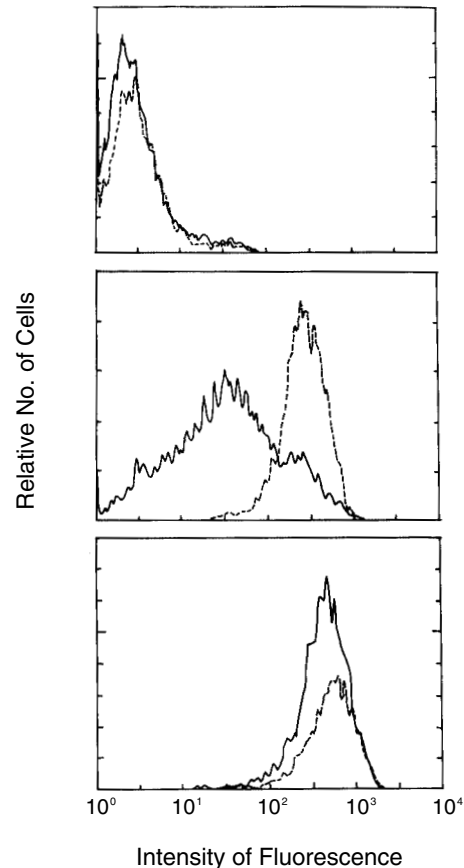 Relative No. of Cells
10⁰ 10¹ 10² 10³ 10⁴
Intensity of Fluorescence